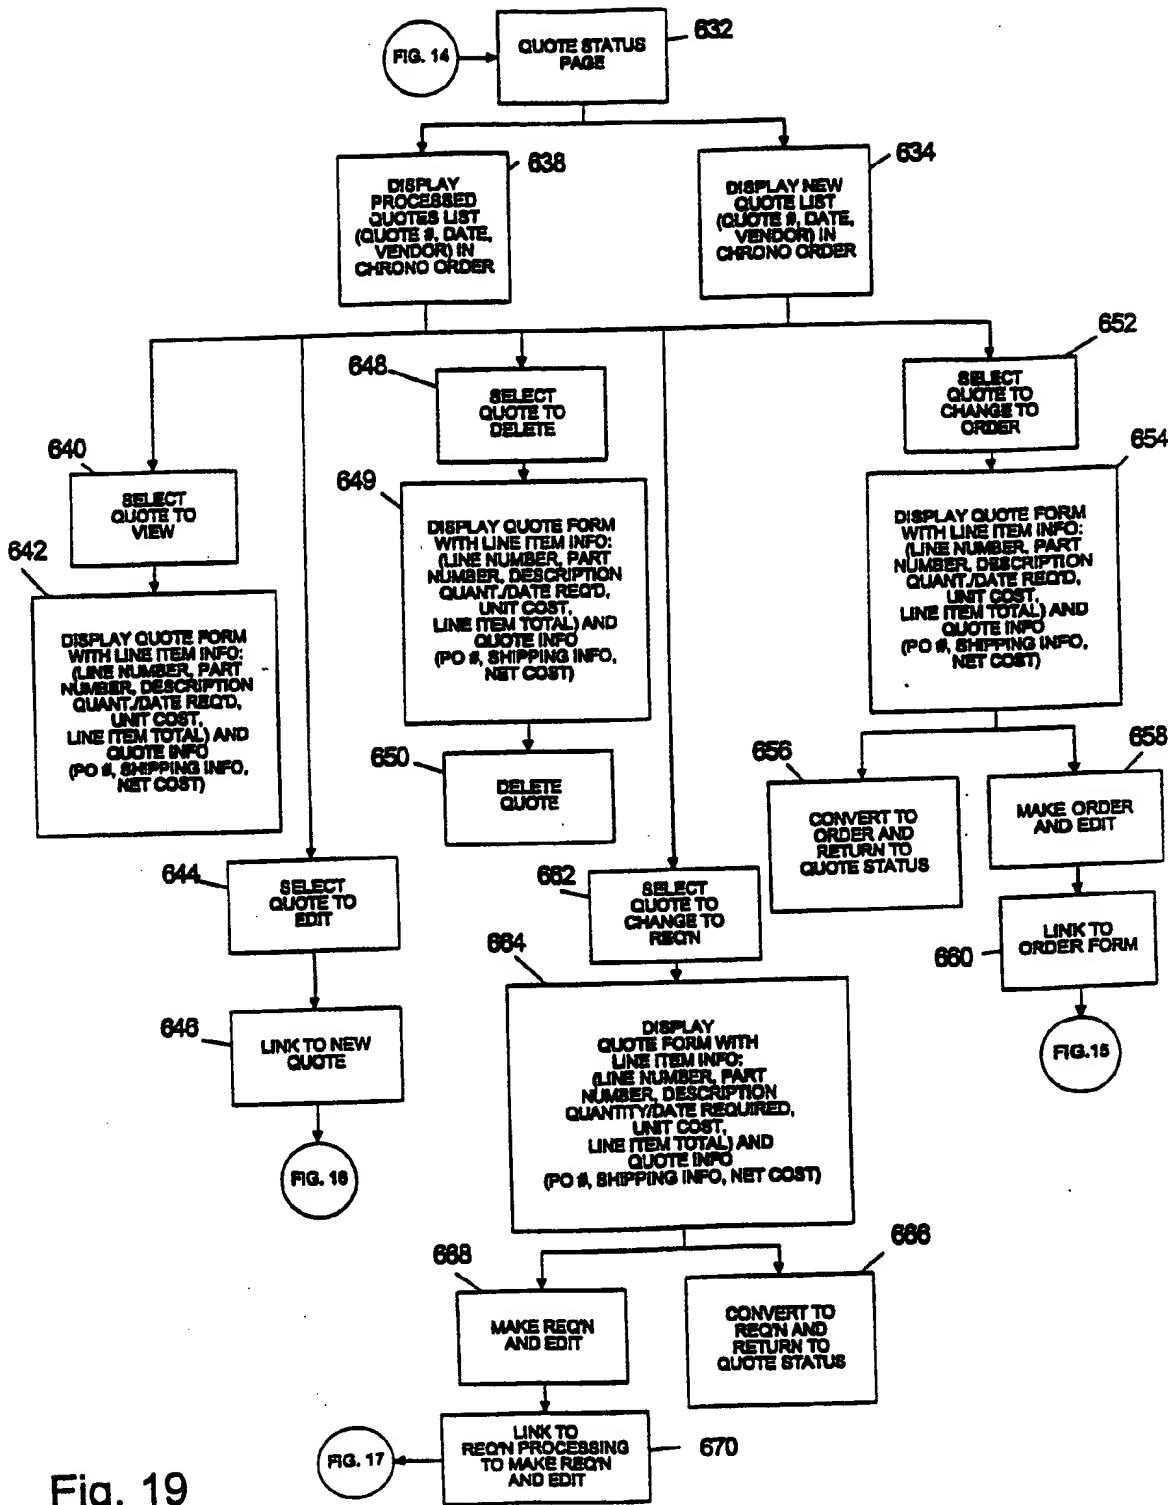 FIG. 14
QUOTE STATUS
PAGE
632
638
DISPLAY
PROCESSED
QUOTES LIST
(QUOTE #, DATE,
VENDOR) IN
CHRONO ORDER
634
DISPLAY NEW
QUOTE LIST
(QUOTE #, DATE,
VENDOR) IN
CHRONO ORDER
640
SELECT
QUOTE TO
VIEW
642
DISPLAY QUOTE FORM
WITH LINE ITEM INFO:
(LINE NUMBER, PART
NUMBER, DESCRIPTION
QUANT./DATE REQ'D,
UNIT COST,
LINE ITEM TOTAL) AND
QUOTE INFO
(PO #, SHIPPING INFO,
NET COST)
648
SELECT
QUOTE TO
DELETE
649
DISPLAY QUOTE FORM
WITH LINE ITEM INFO:
(LINE NUMBER, PART
NUMBER, DESCRIPTION
QUANT./DATE REQ'D,
UNIT COST,
LINE ITEM TOTAL) AND
QUOTE INFO
(PO #, SHIPPING INFO,
NET COST)
650
DELETE
QUOTE
652
SELECT
QUOTE TO
CHANGE TO
ORDER
654
DISPLAY QUOTE FORM
WITH LINE ITEM INFO:
(LINE NUMBER, PART
NUMBER, DESCRIPTION
QUANT./DATE REQ'D,
UNIT COST,
LINE ITEM TOTAL) AND
QUOTE INFO
(PO #, SHIPPING INFO,
NET COST)
656
CONVERT TO
ORDER AND
RETURN TO
QUOTE STATUS
658
MAKE ORDER
AND EDIT
660
LINK TO
ORDER FORM
FIG.15
644
SELECT
QUOTE TO
EDIT
646
LINK TO NEW
QUOTE
FIG. 16
662
SELECT
QUOTE TO
CHANGE TO
REQ'N
664
DISPLAY
QUOTE FORM WITH
LINE ITEM INFO:
(LINE NUMBER, PART
NUMBER, DESCRIPTION
QUANTITY/DATE REQUIRED,
UNIT COST,
LINE ITEM TOTAL) AND
QUOTE INFO
(PO #, SHIPPING INFO, NET COST)
668
MAKE REQ'N
AND EDIT
666
CONVERT TO
REQ'N AND
RETURN TO
QUOTE STATUS
FIG. 17
LINK TO
REQ'N PROCESSING
TO MAKE REQ'N
AND EDIT
670
Fig. 19